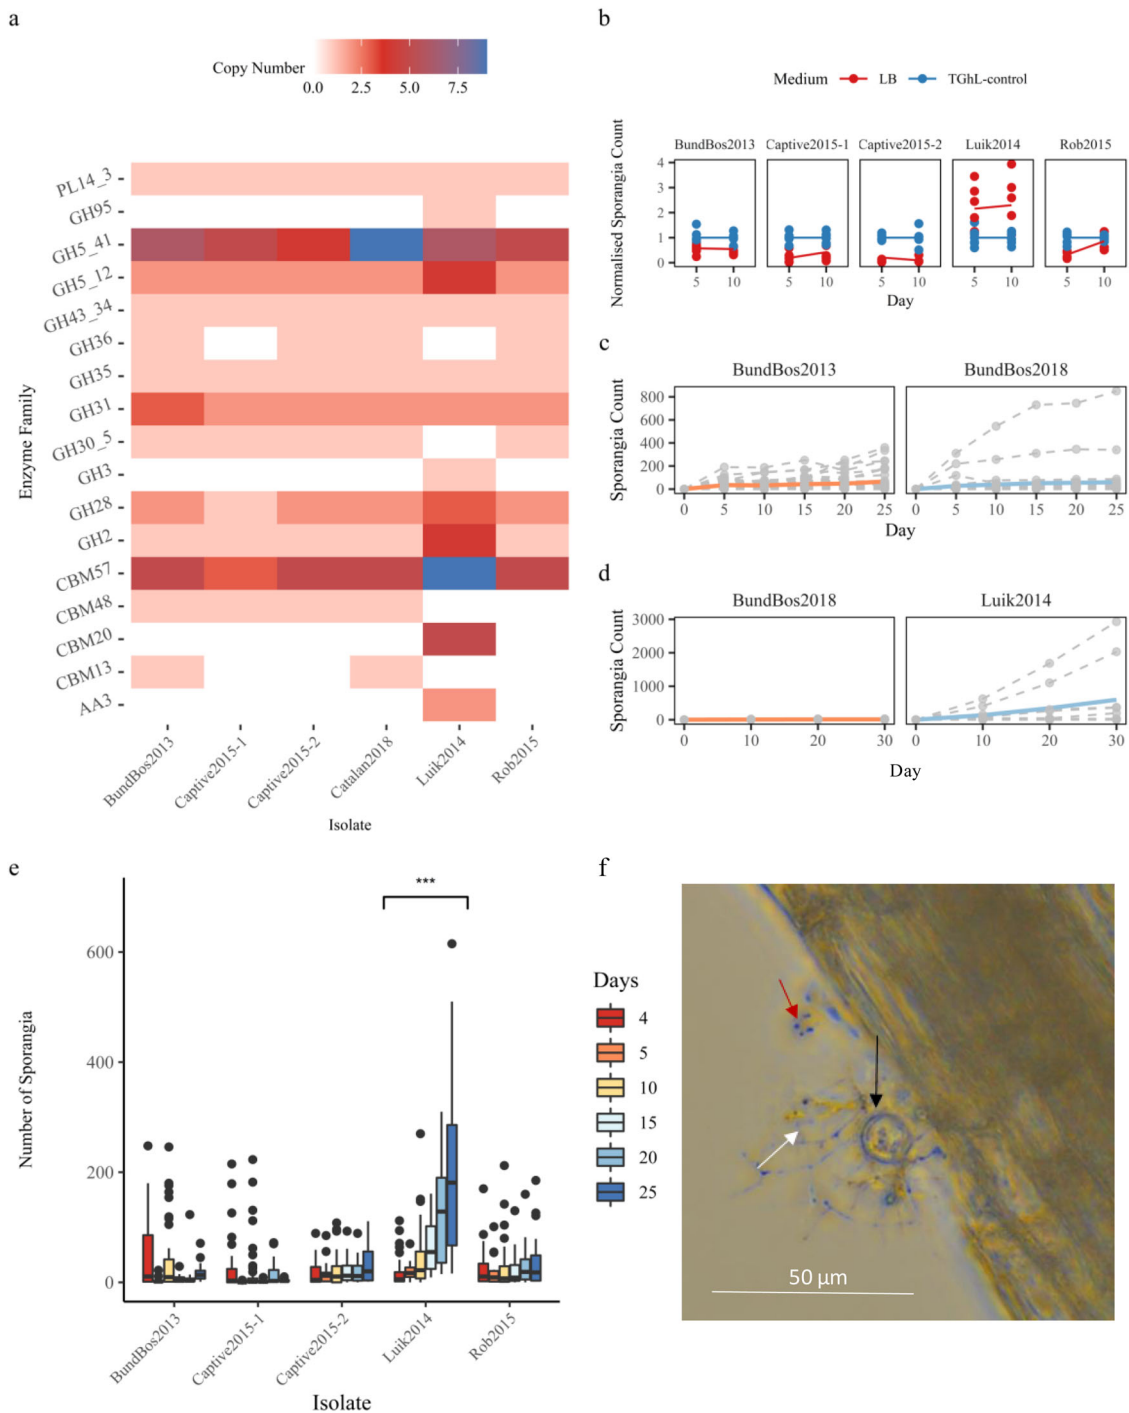 a
Copy Number
0.0 2.5 5.0 7.5
Enzyme Family
PL14_3
GH95
GH5_41
GH5_12
GH43_34
GH36
GH35
GH31
GH30_5
GH3
GH28
GH2
CBM57
CBM48
CBM20
CBM13
AA3
BundBos2013 Captive2015-1 Captive2015-2 Catalan2018 Luik2014 Rob2015
Isolate
b
Medium LB TGhL-control
BundBos2013 Captive2015-1 Captive2015-2 Luik2014 Rob2015
Normalised Sporangia Count
4
3
2
1
0
5 10 5 10 5 10 5 10 5 10
Day
c
BundBos2013 BundBos2018
Sporangia Count
800
600
400
200
0
0 5 10 15 20 25 0 5 10 15 20 25
Day
d
BundBos2018 Luik2014
Sporangia Count
3000
2000
1000
0
0 10 20 30 0 10 20 30
Day
e
***
Number of Sporangia
600
400
200
0
BundBos2013 Captive2015-1 Captive2015-2 Luik2014 Rob2015
Isolate
Days
4
5
10
15
20
25
f
50 µm